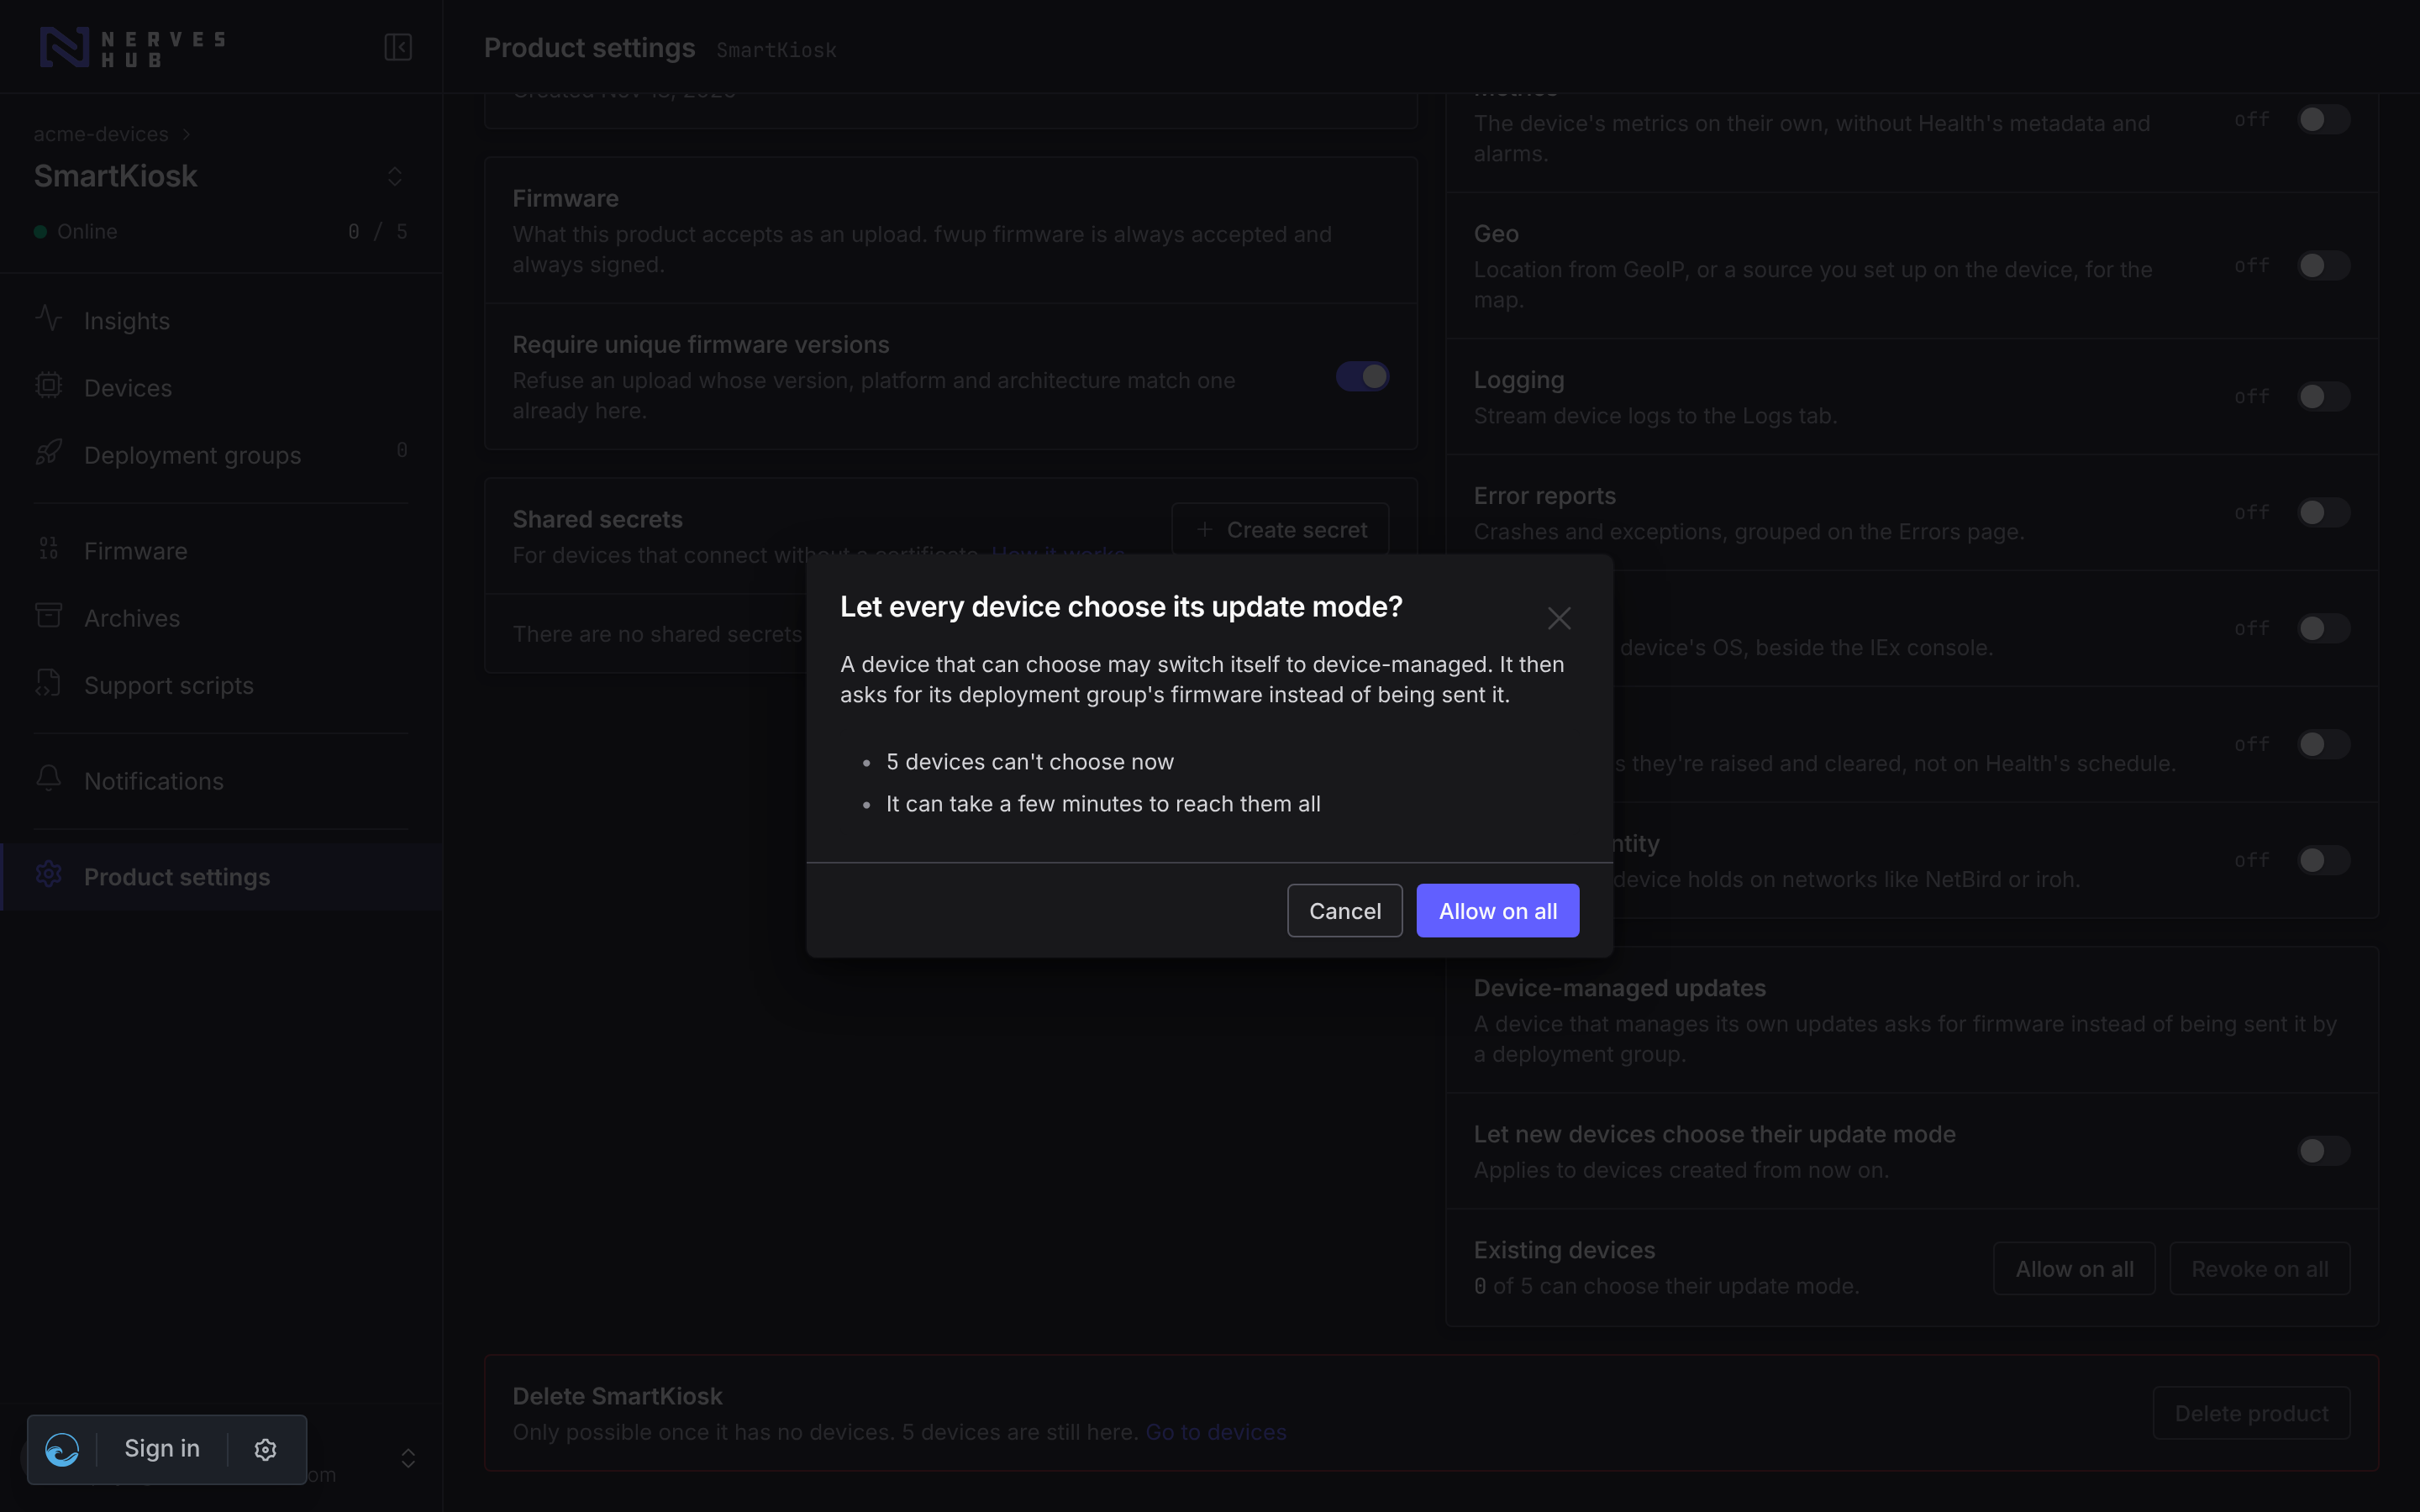 NERVES
HUB
Product settings SmartKiosk
acme-devices
SmartKiosk
Online 0 / 5
Insights
Devices
Deployment groups 0
Firmware
Archives
Support scripts
Notifications
Product settings
Sign in
om
Firmware
What this product accepts as an upload. fwup firmware is always accepted and
always signed.
Require unique firmware versions
Refuse an upload whose version, platform and architecture match one
already here.
Shared secrets
For devices that connect without a certificate. How it works
Create secret
There are no shared secrets
Metrics
The device's metrics on their own, without Health's metadata and
alarms.
off
Geo
Location from GeoIP, or a source you set up on the device, for the
map.
off
Logging
Stream device logs to the Logs tab.
off
Error reports
Crashes and exceptions, grouped on the Errors page.
off
device's OS, beside the IEx console.
off
s they're raised and cleared, not on Health's schedule.
off
ntity
device holds on networks like NetBird or iroh.
off
Let every device choose its update mode?
A device that can choose may switch itself to device-managed. It then
asks for its deployment group's firmware instead of being sent it.
• 5 devices can't choose now
• It can take a few minutes to reach them all
Cancel
Allow on all
Device-managed updates
A device that manages its own updates asks for firmware instead of being sent it by
a deployment group.
Let new devices choose their update mode
Applies to devices created from now on.
Existing devices
0 of 5 can choose their update mode.
Allow on all
Revoke on all
Delete SmartKiosk
Only possible once it has no devices. 5 devices are still here. Go to devices
Delete product